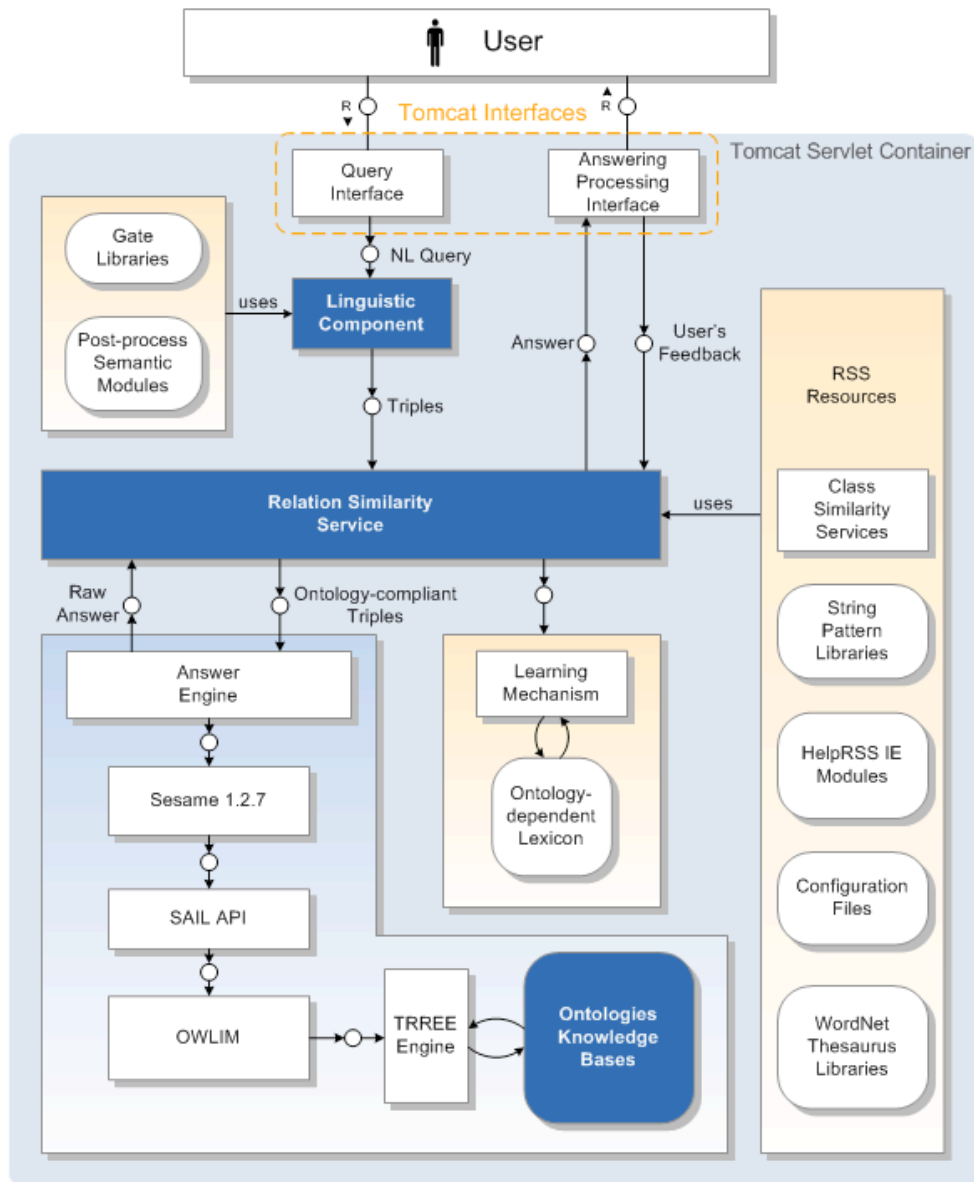 User
R
R
Tomcat Interfaces
Tomcat Servlet Container
Query
Interface
Answering
Processing
Interface
Gate
Libraries
NL Query
uses
Linguistic
Component
Post-process
Semantic
Modules
Answer
User's
Feedback
Triples
RSS
Resources
Relation Similarity
Service
uses
Class
Similarity
Services
Raw
Answer
Ontology-compliant
Triples
String
Pattern
Libraries
Answer
Engine
Learning
Mechanism
HelpRSS IE
Modules
Sesame 1.2.7
Ontology-
dependent
Lexicon
SAIL API
Configuration
Files
OWLIM
TRREE
Engine
Ontologies
Knowledge
Bases
WordNet
Thesaurus
Libraries